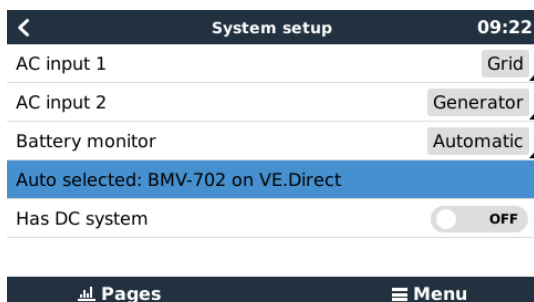 System setup 09:22
AC input 1 Grid
AC input 2 Generator
Battery monitor Automatic
Auto selected: BMV-702 on VE.Direct
Has DC system OFF
Pages Menu